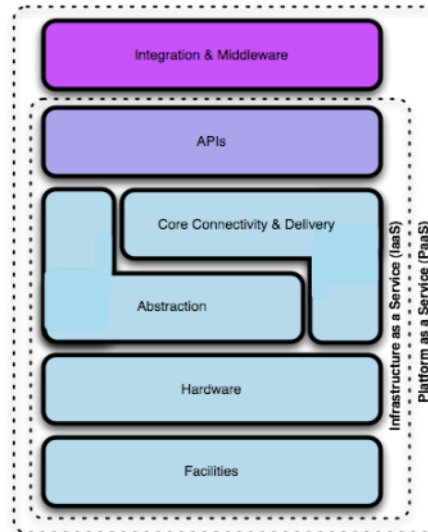 Integration & Middleware
APIs
Core Connectivity & Delivery
Abstraction
Hardware
Facilities
Infrastructure as a Service (IaaS)
Platform as a Service (PaaS)